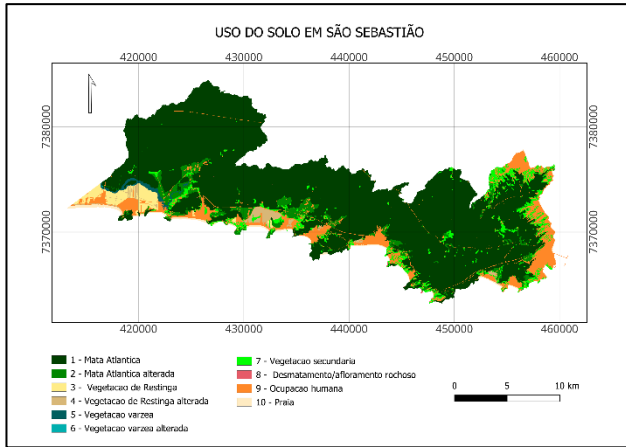 USO DO SOLO EM SÃO SEBASTIÃO
420000 430000 440000 450000 460000
7380000 7380000
7370000 7370000
420000 430000 440000 450000 460000
1 - Mata Atlantica
2 - Mata Atlantica alterada
3 - Vegetacao de Restinga
4 - Vegetacao de Restinga alterada
5 - Vegetacao varzea
6 - Vegetacao varzea alterada
7 - Vegetacao secundaria
8 - Desmatamento/afloramento rochoso
9 - Ocupacao humana
10 - Praia
0 5 10 km